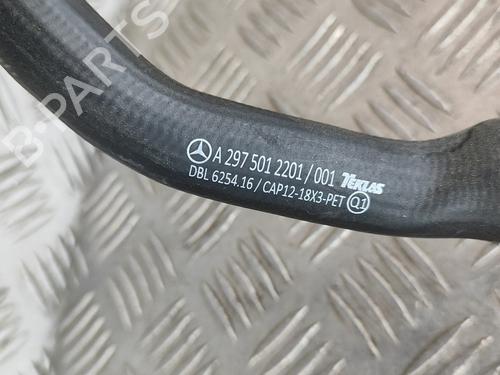 B-PARTS
A 297 501 2201 / 001 TEKLAS
DBL 6254.16 / CAP12-18X3-PET Q1